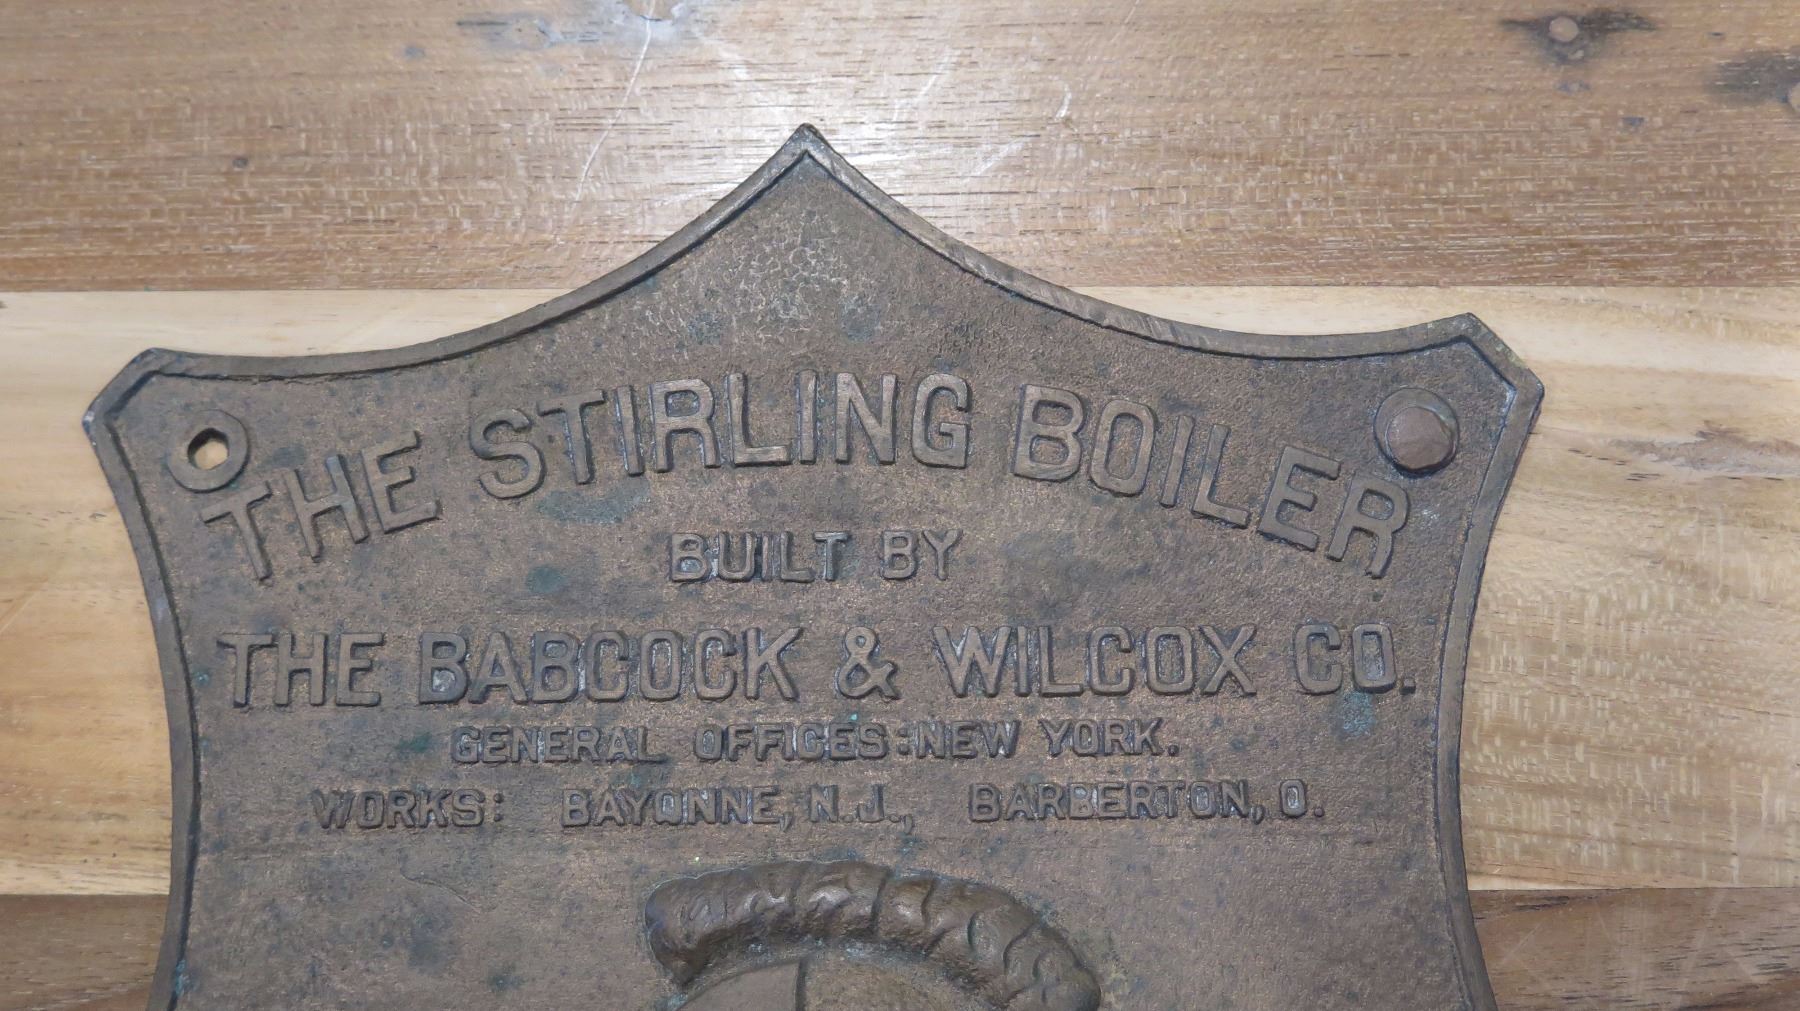 THE STIRLING BOILER
BUILT BY
THE BABCOCK & WILCOX CO.
GENERAL OFFICES: NEW YORK.
WORKS: BAYONNE, N.J., BARBERTON, O.